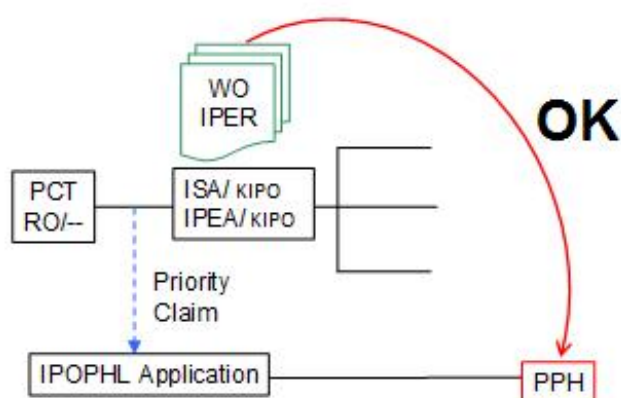 WO
IPER
OK
PCT
RO/--
ISA/ KIPO
IPEA/ KIPO
Priority
Claim
IPOPHL Application
PPH